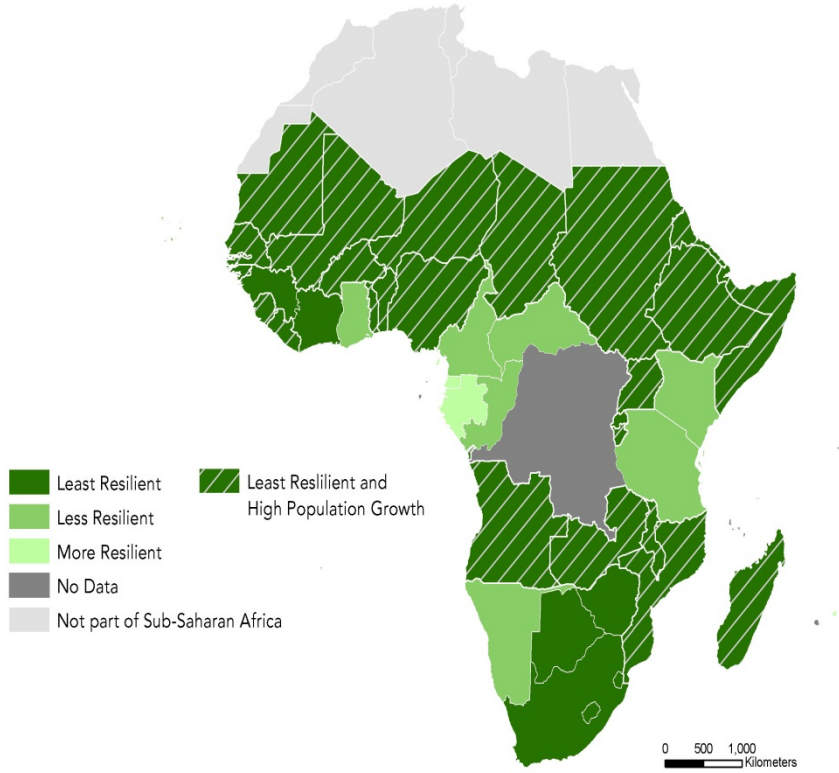 Least Resilient
Less Resilient
More Resilient
No Data
Not part of Sub-Saharan Africa
Least Reslilient and
High Population Growth
0 500 1,000
Kilometers